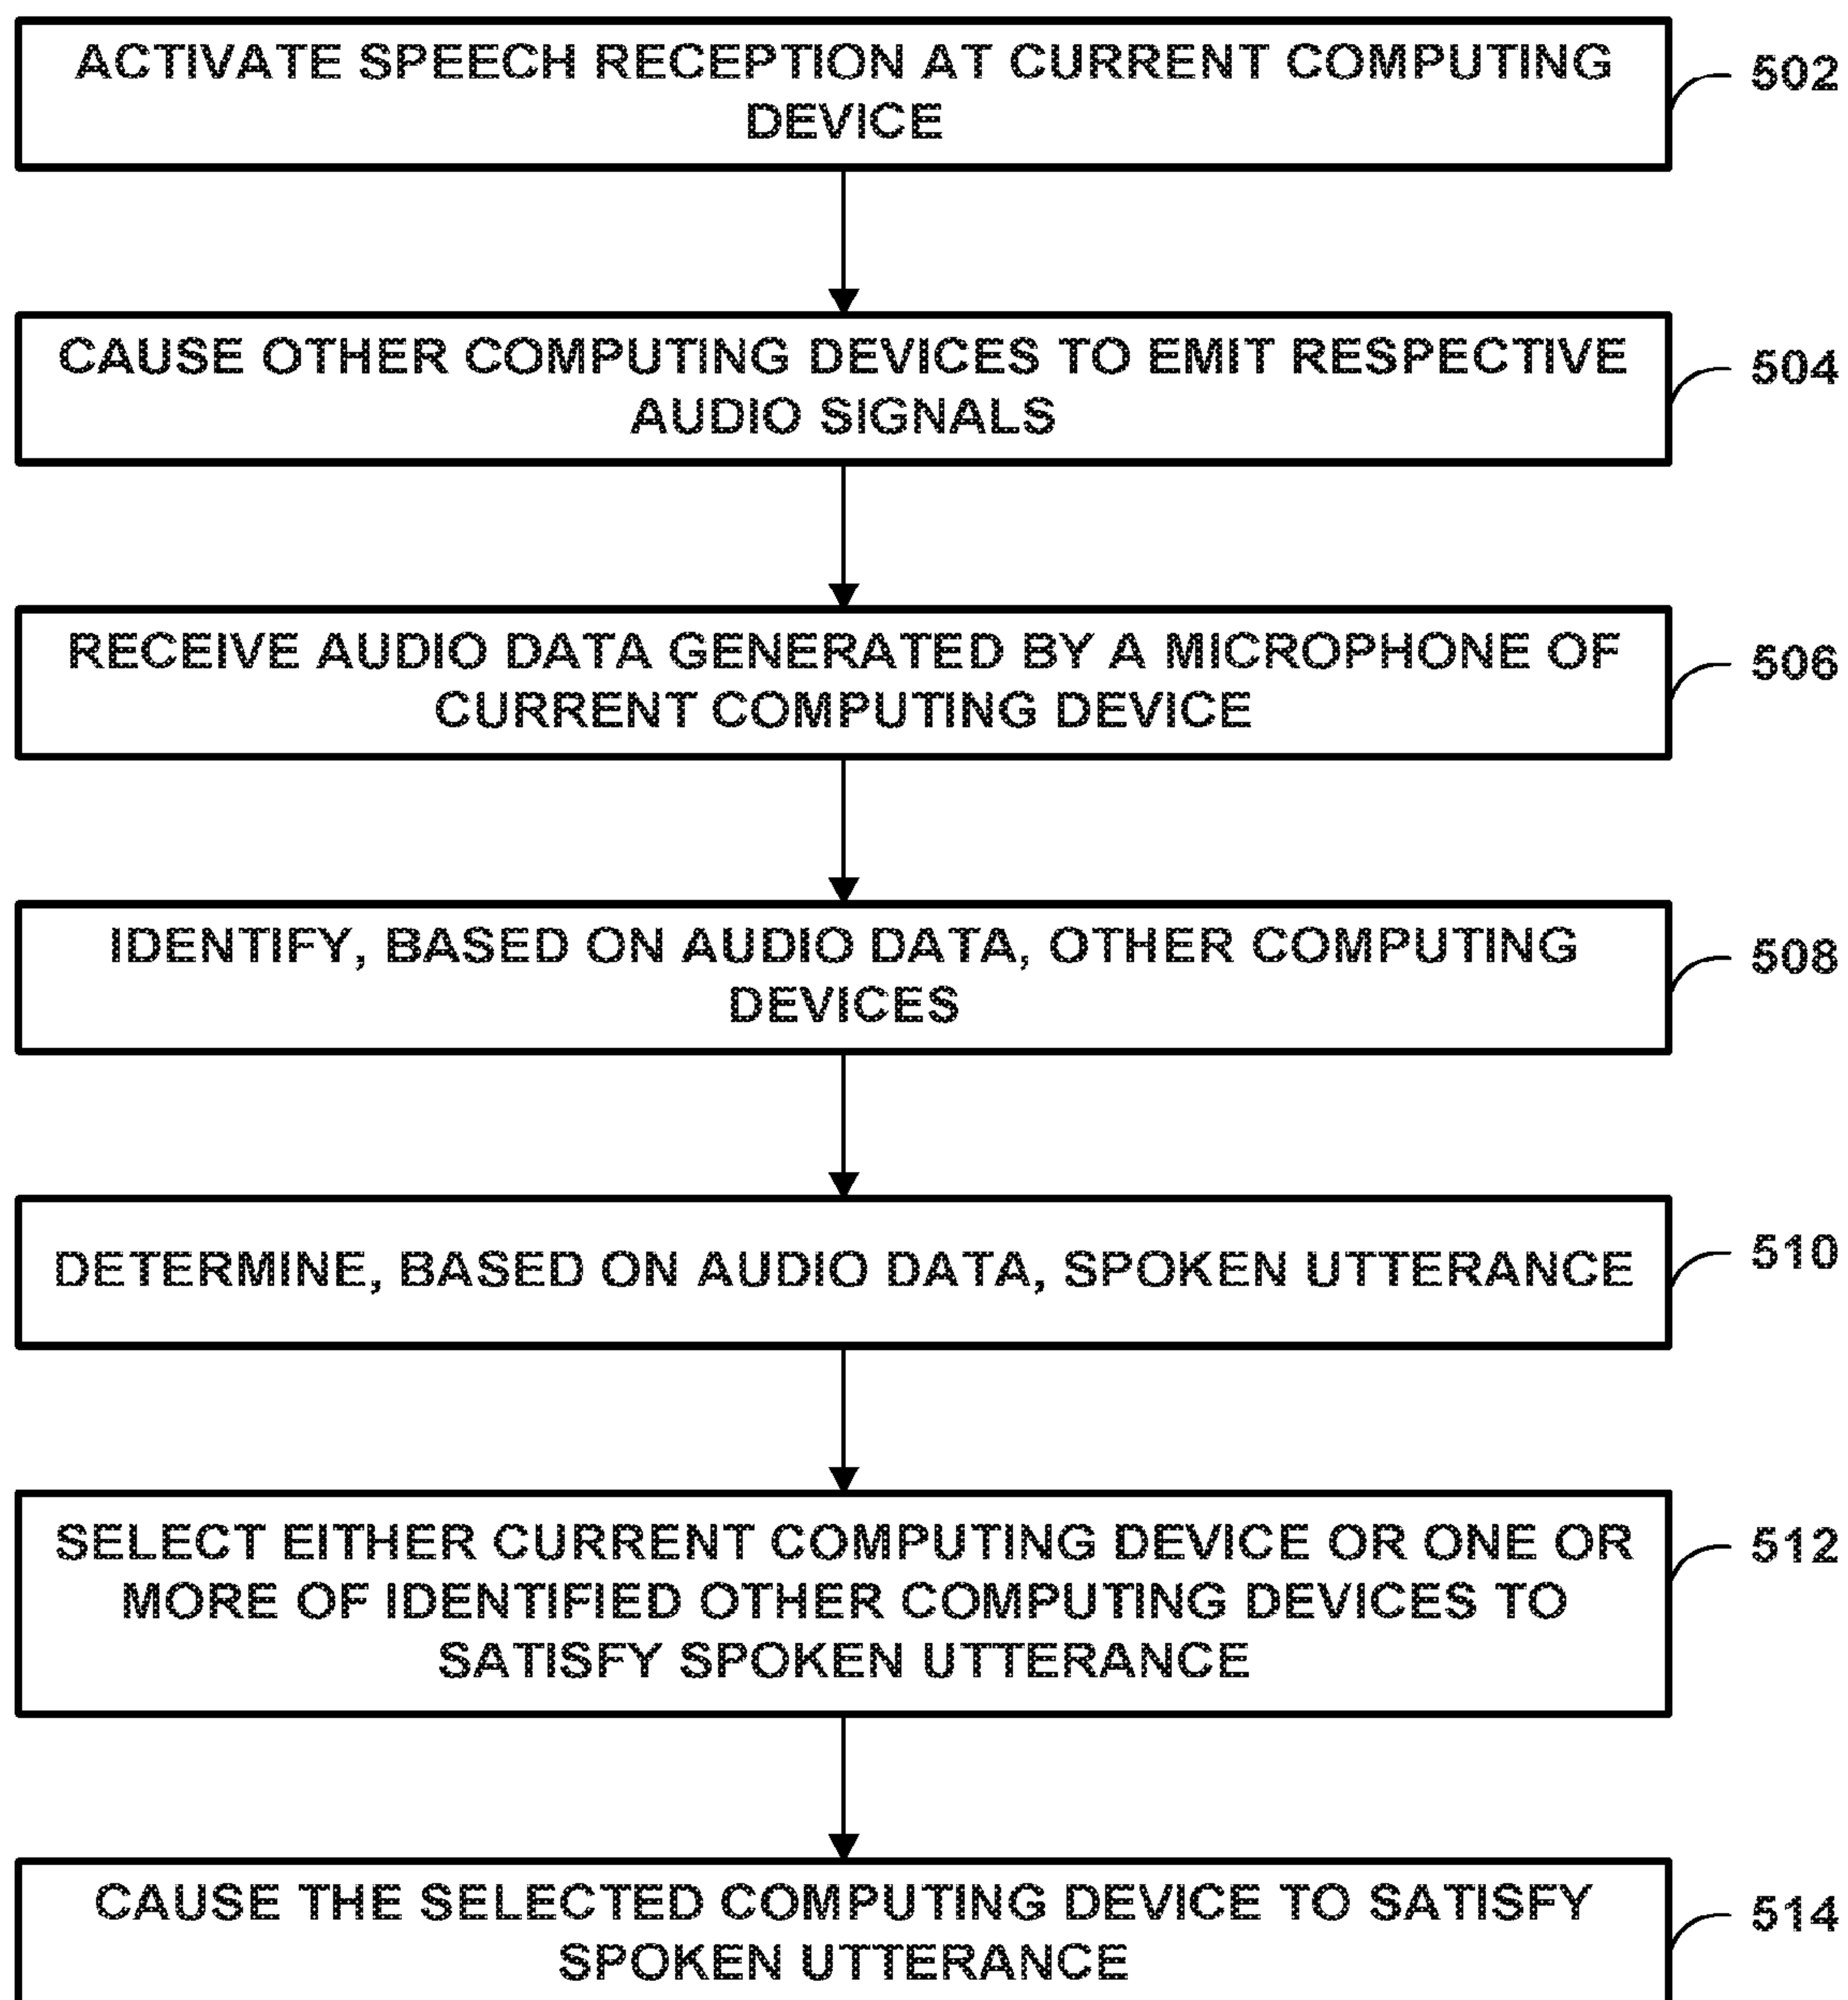 ACTIVATE SPEECH RECEPTION AT CURRENT COMPUTING
DEVICE
502
CAUSE OTHER COMPUTING DEVICES TO EMIT RESPECTIVE
AUDIO SIGNALS
504
RECEIVE AUDIO DATA GENERATED BY A MICROPHONE OF
CURRENT COMPUTING DEVICE
506
IDENTIFY, BASED ON AUDIO DATA, OTHER COMPUTING
DEVICES
508
DETERMINE, BASED ON AUDIO DATA, SPOKEN UTTERANCE
510
SELECT EITHER CURRENT COMPUTING DEVICE OR ONE OR
MORE OF IDENTIFIED OTHER COMPUTING DEVICES TO
SATISFY SPOKEN UTTERANCE
512
CAUSE THE SELECTED COMPUTING DEVICE TO SATISFY
SPOKEN UTTERANCE
514